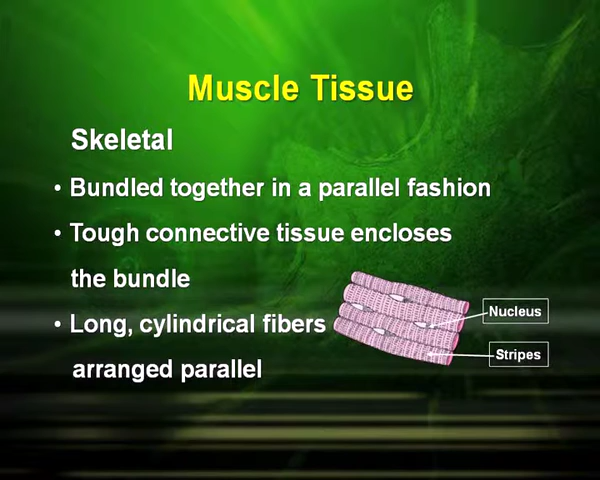 Muscle Tissue
Skeletal
• Bundled together in a parallel fashion
• Tough connective tissue encloses
the bundle
• Long, cylindrical fibers
arranged parallel
Nucleus
Stripes